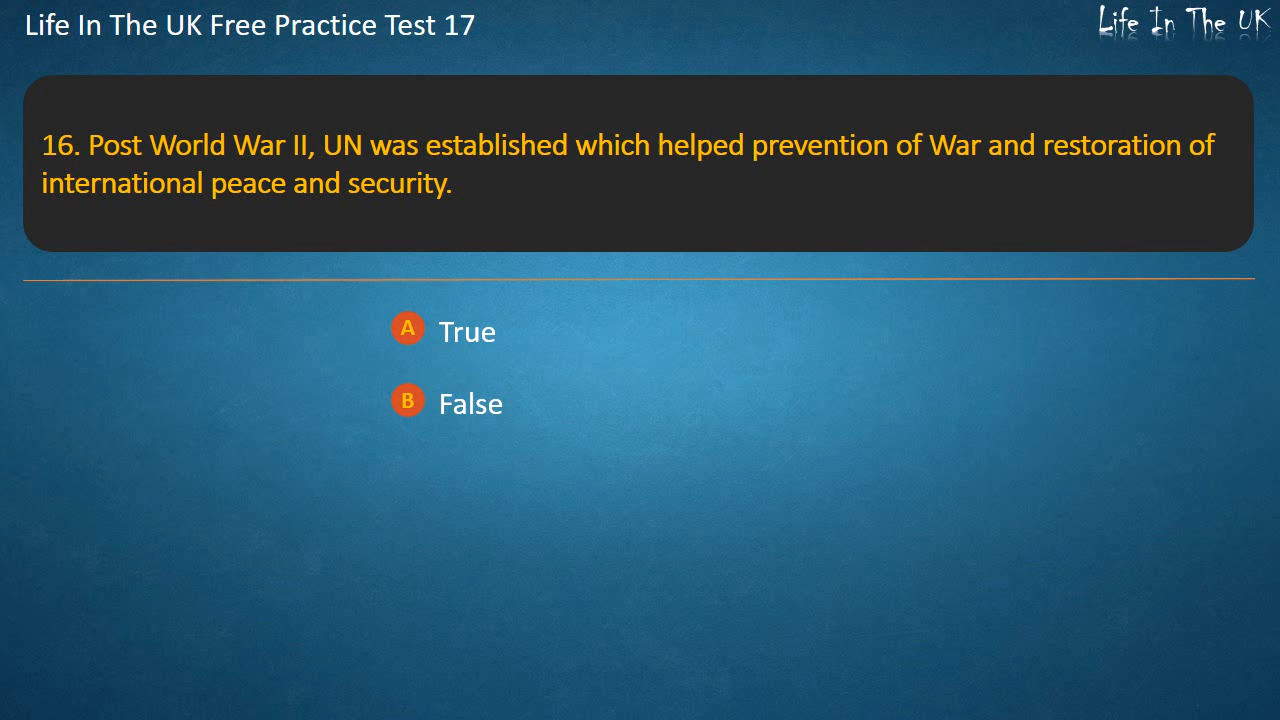 Life In The UK Free Practice Test 17
Life In The UK
16. Post World War II, UN was established which helped prevention of War and restoration of
international peace and security.
A True
B False